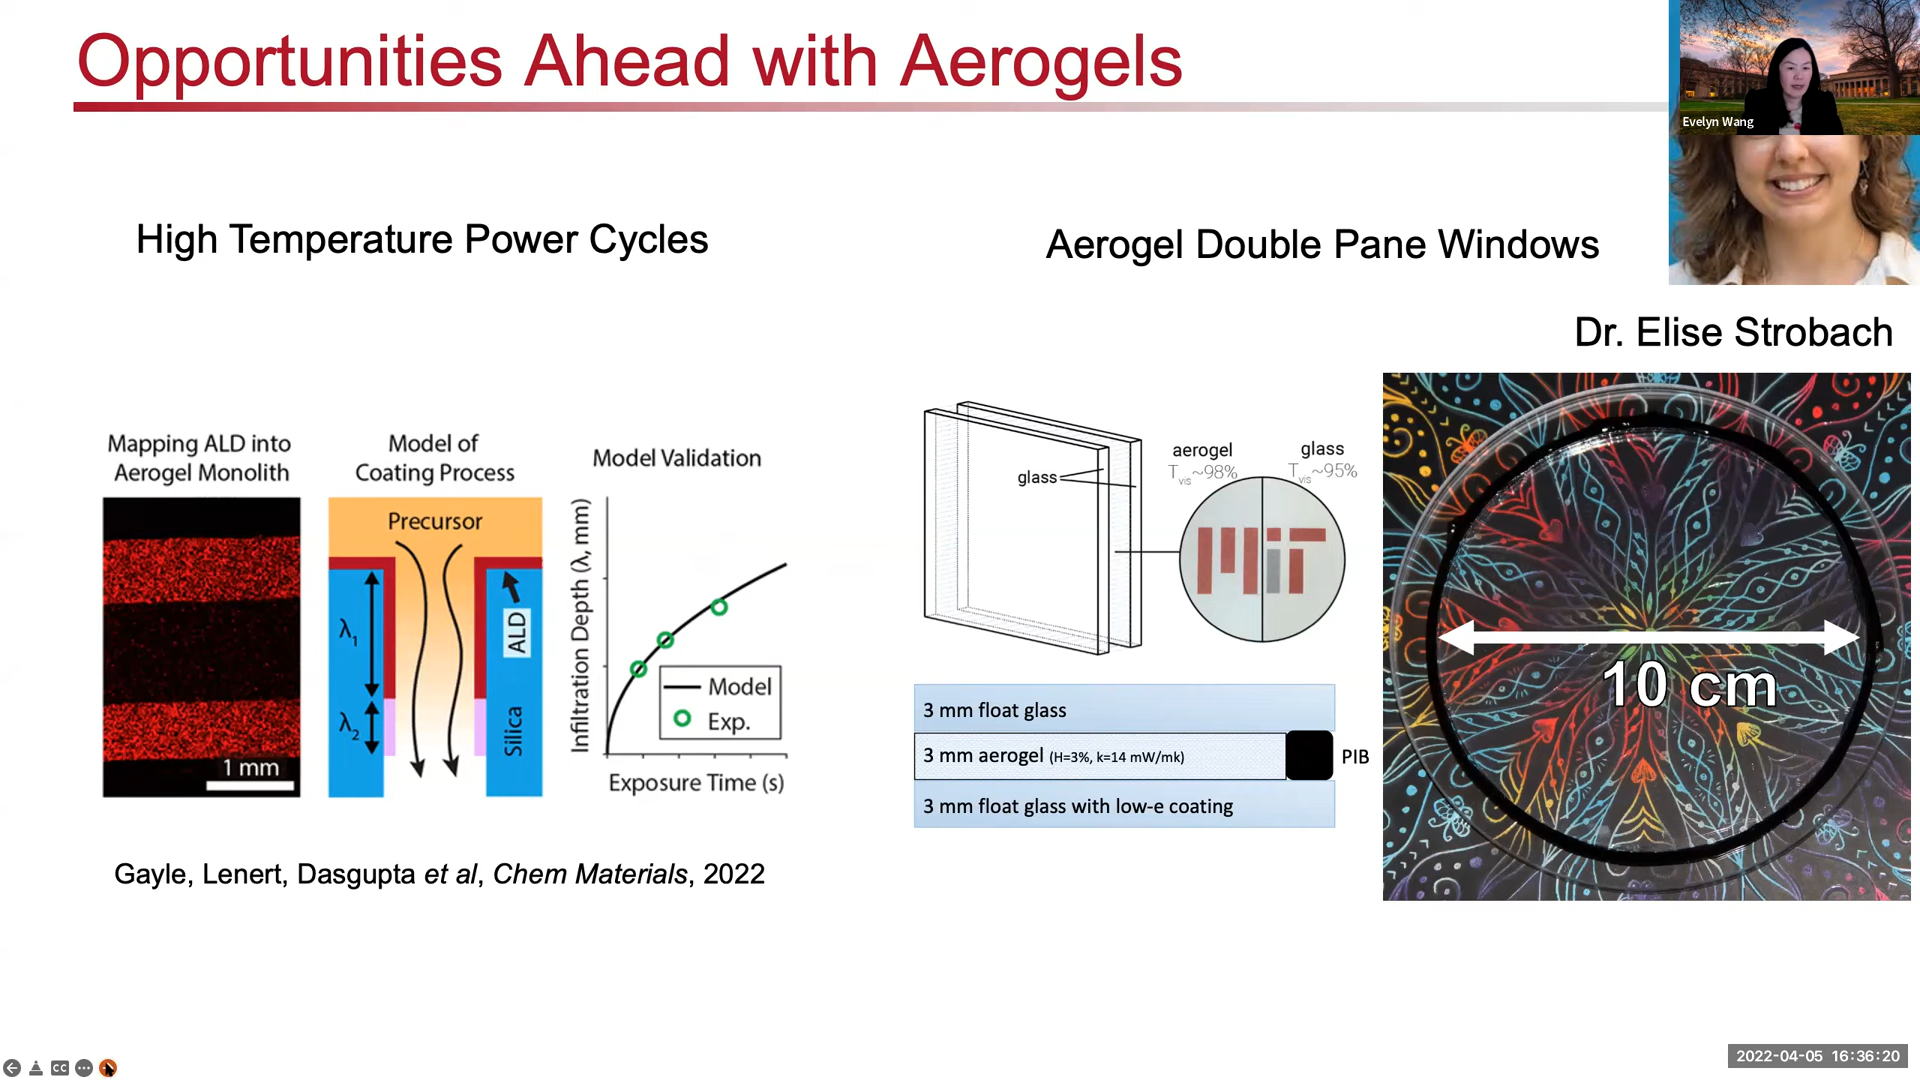 Opportunities Ahead with Aerogels
Evelyn Wang
High Temperature Power Cycles
Aerogel Double Pane Windows
Dr. Elise Strobach
Mapping ALD into
Aerogel Monolith
1 mm
Model of
Coating Process
Precursor
λ1
λ2
ALD
Silica
Model Validation
Infiltration Depth (λ, mm)
Model
Exp.
Exposure Time (s)
Gayle, Lenert, Dasgupta et al, Chem Materials, 2022
glass
aerogel
Tvis~98%
glass
Tvis~95%
MIT
3 mm float glass
3 mm aerogel (H=3%, k=14 mW/mk)
PIB
3 mm float glass with low-e coating
10 cm
CC
2022-04-05 16:36:20